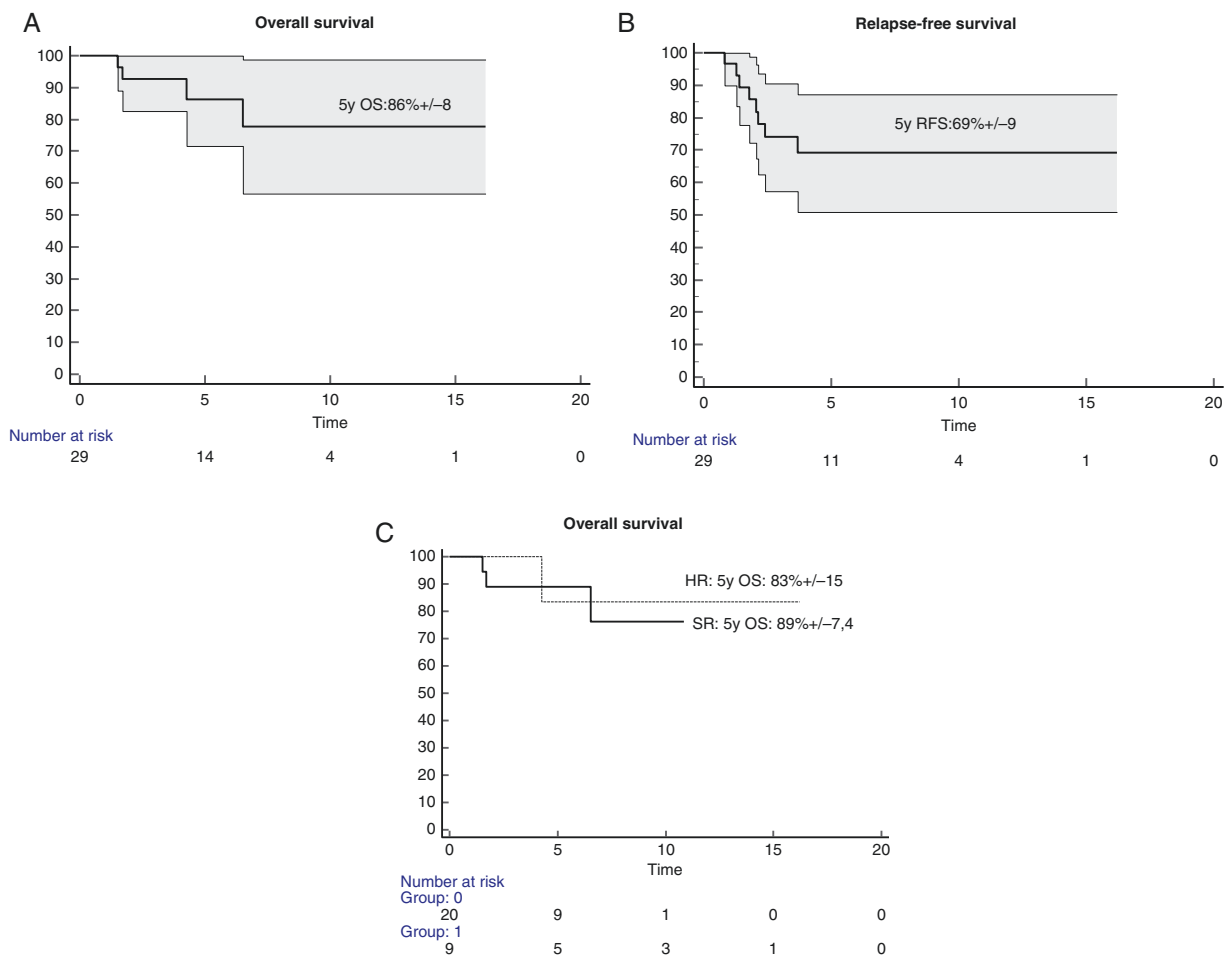 A
Overall survival
100
90
80
70
60
50
40
30
20
10
0
5y OS:86%+/–8
0 5 10 15 20
Time
Number at risk
29 14 4 1 0
B
Relapse-free survival
100
90
80
70
60
50
40
30
20
10
0
5y RFS:69%+/–9
0 5 10 15 20
Time
Number at risk
29 11 4 1 0
C
Overall survival
100
90
80
70
60
50
40
30
20
10
0
HR: 5y OS: 83%+/–15
SR: 5y OS: 89%+/–7,4
0 5 10 15 20
Time
Number at risk
Group: 0
20 9 1 0 0
Group: 1
9 5 3 1 0